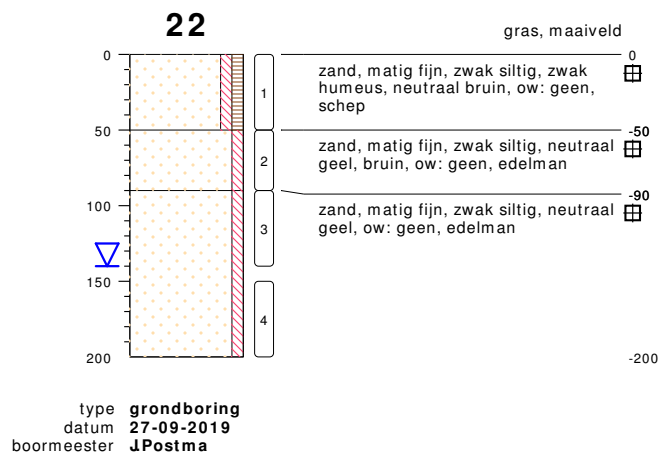 22
gras, maaiveld
0
0
zand, matig fijn, zwak siltig, zwak
humeus, neutraal bruin, ow: geen,
schep
1
50
-50
zand, matig fijn, zwak siltig, neutraal
geel, bruin, ow: geen, edelman
2
-90
100
zand, matig fijn, zwak siltig, neutraal
geel, ow: geen, edelman
3
150
4
200
-200
type grondboring
datum 27-09-2019
boormeester J.Postma